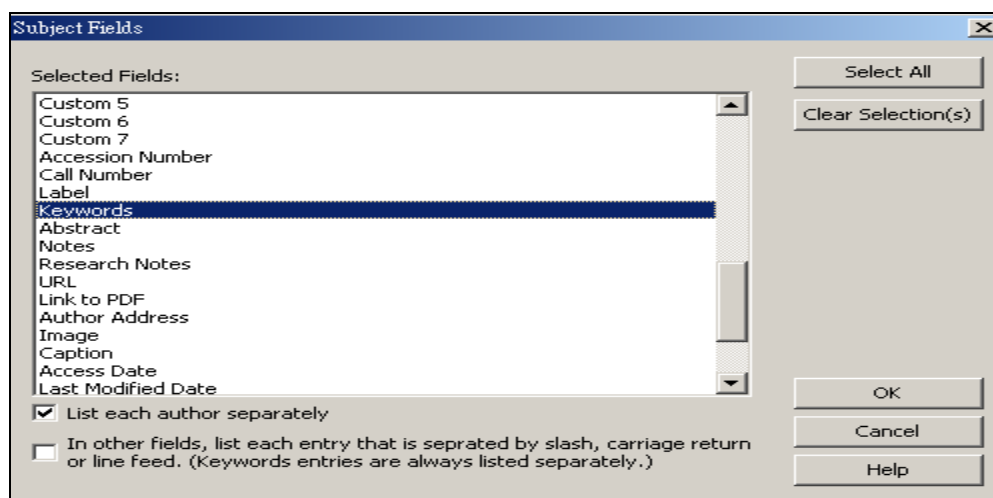 Subject Fields
Selected Fields:
Select All
Clear Selection(s)
Custom 5
Custom 6
Custom 7
Accession Number
Call Number
Label
Keywords
Abstract
Notes
Research Notes
URL
Link to PDF
Author Address
Image
Caption
Access Date
Last Modified Date
List each author separately
In other fields, list each entry that is seprated by slash, carriage return
or line feed. (Keywords entries are always listed separately.)
OK
Cancel
Help